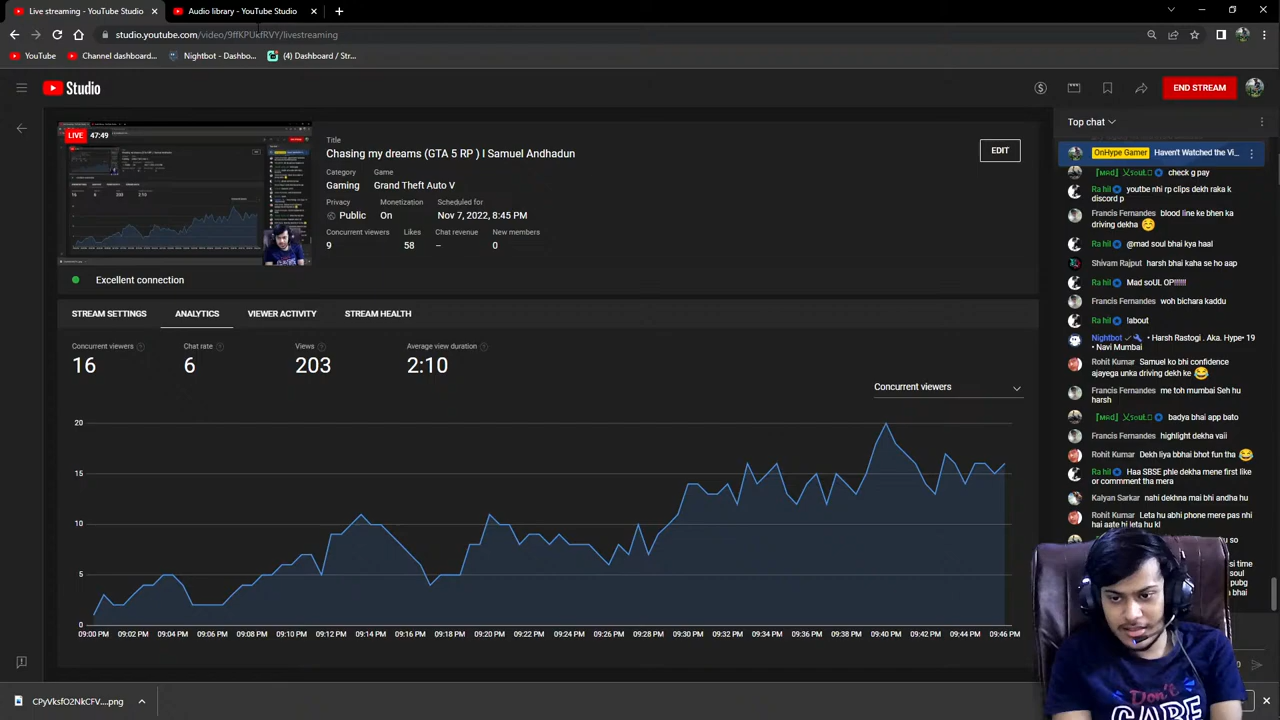 Live streaming - YouTube Studio
Audio library - YouTube Studio
studio.youtube.com/video/9ffKPUkfRVY/livestreaming
YouTube
Channel dashboard...
Nightbot - Dashbo...
(4) Dashboard / Str...
Studio
END STREAM
LIVE 47:49
Title
Chasing my dreams (GTA 5 RP ) I Samuel Andhadun
EDIT
Category
Game
Gaming
Grand Theft Auto V
Privacy
Monetization
Scheduled for
Public
On
Nov 7, 2022, 8:45 PM
Concurrent viewers
Likes
Chat revenue
New members
9
58
–
0
Excellent connection
STREAM SETTINGS
ANALYTICS
VIEWER ACTIVITY
STREAM HEALTH
Concurrent viewers
Chat rate
Views
Average view duration
16
6
203
2:10
Concurrent viewers
20
15
10
5
0
09:00 PM 09:02 PM 09:04 PM 09:06 PM 09:08 PM 09:10 PM 09:12 PM 09:14 PM 09:16 PM 09:18 PM 09:20 PM 09:22 PM 09:24 PM 09:26 PM 09:28 PM 09:30 PM 09:32 PM 09:34 PM 09:36 PM 09:38 PM 09:40 PM 09:42 PM 09:44 PM 09:46 PM
Top chat
OnHype Gamer Haven't Watched the Vi...
check g pay
Ra hil youtbe nhi rp clips dekh raka k
discord p
Francis Fernandes blood line ke bhen ka
driving dekha
Ra hil @mad soul bhai kya haal
Shivam Rajput harsh bhai kaha se ho aap
Ra hil Mad soUL OP!!!!!!
Francis Fernandes woh bichara kaddu
Ra hil !about
Nightbot • Harsh Rastogi . Aka. Hype• 19
• Navi Mumbai
Rohit Kumar Samuel ko bhi confidence
ajayega unka driving dekh ke
Francis Fernandes me toh mumbai Seh hu
harsh
badya bhai app bato
Francis Fernandes highlight dekha vaii
Rohit Kumar Dekh liya bbhai bhot fun tha
Ra hil Haa SBSE phle dekha mene first like
or commment tha mera
Kalyan Sarkar nahi dekhna mai bhi andha hu
Rohit Kumar Leta hu abhi phone mere pas nhi
hai aate hi leta hu kl
hu so
si time
soul
pubg
bhai
CPyVksfO2NkCFV....png
Don't
CARE